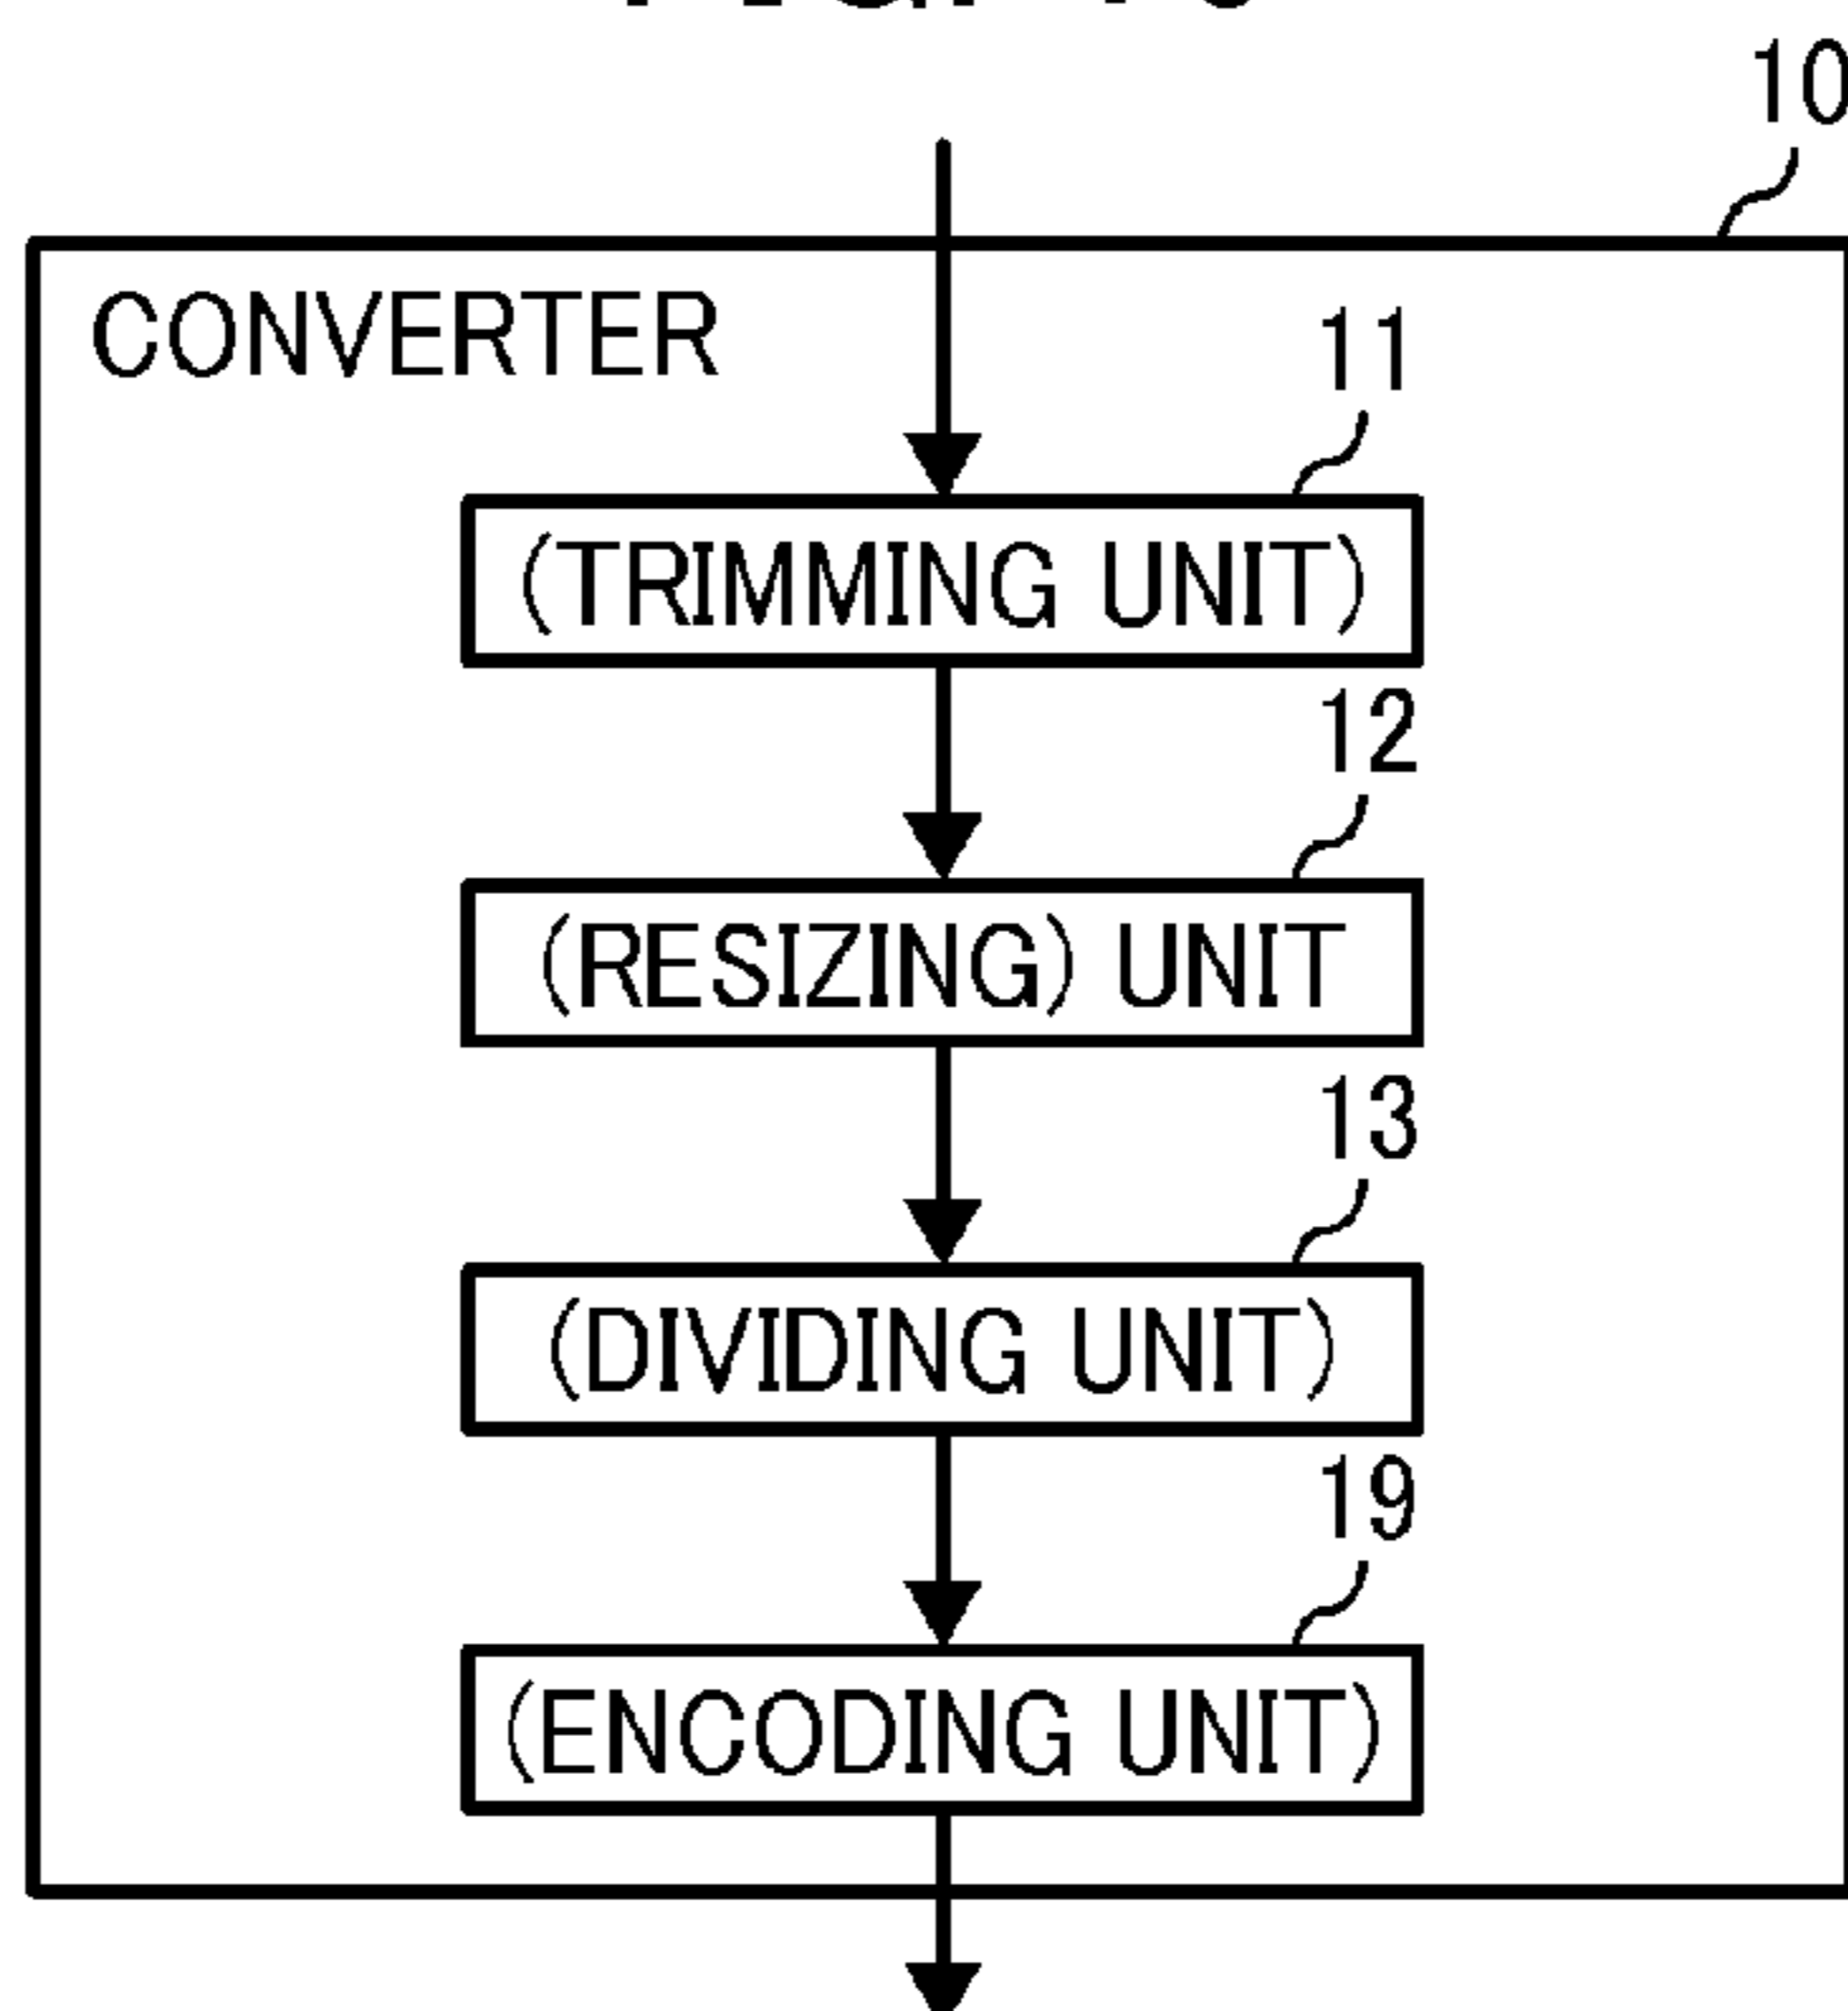 10
CONVERTER
11
(TRIMMING UNIT)
12
(RESIZING) UNIT
13
(DIVIDING UNIT)
19
(ENCODING UNIT)